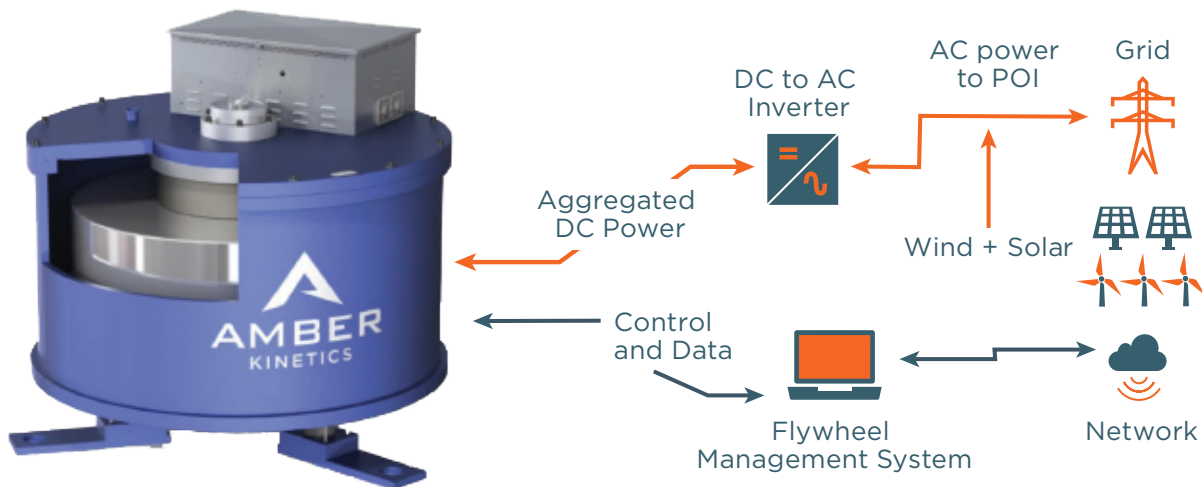 AMBER
KINETICS
Aggregated
DC Power
DC to AC
Inverter
AC power
to POI
Grid
Wind + Solar
Control
and Data
Flywheel
Management System
Network